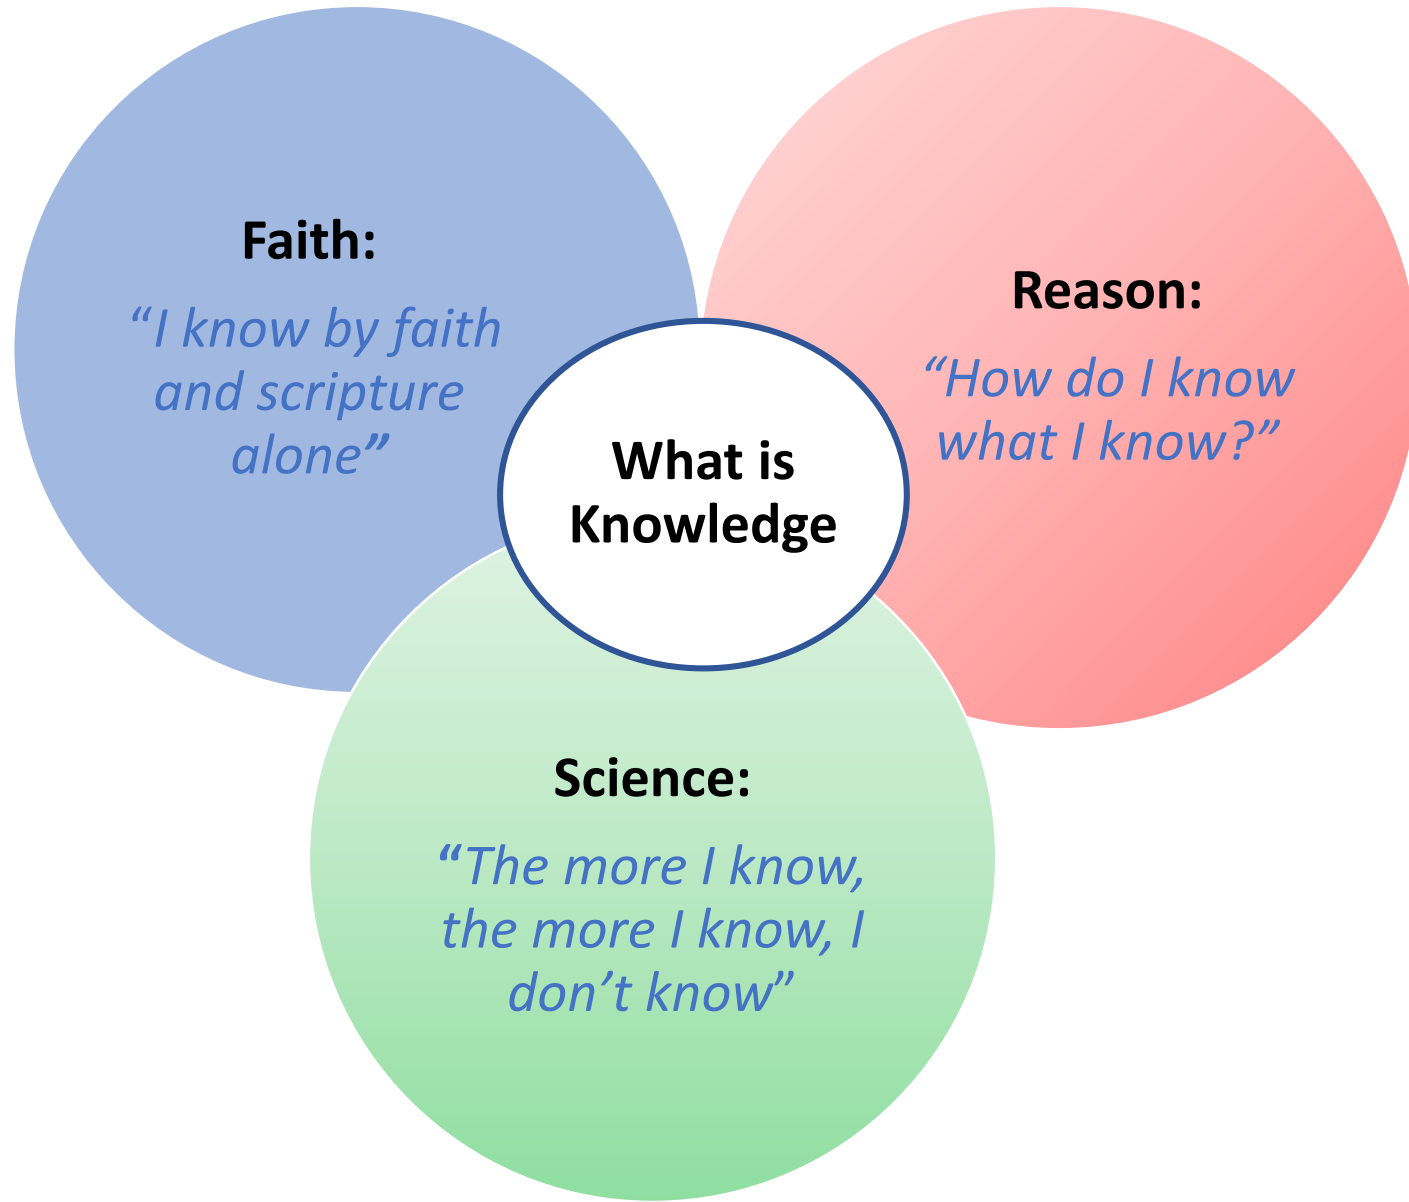 Faith:
“I know by faith
and scripture
alone”
Reason:
“How do I know
what I know?”
What is
Knowledge
Science:
“The more I know,
the more I know, I
don’t know”